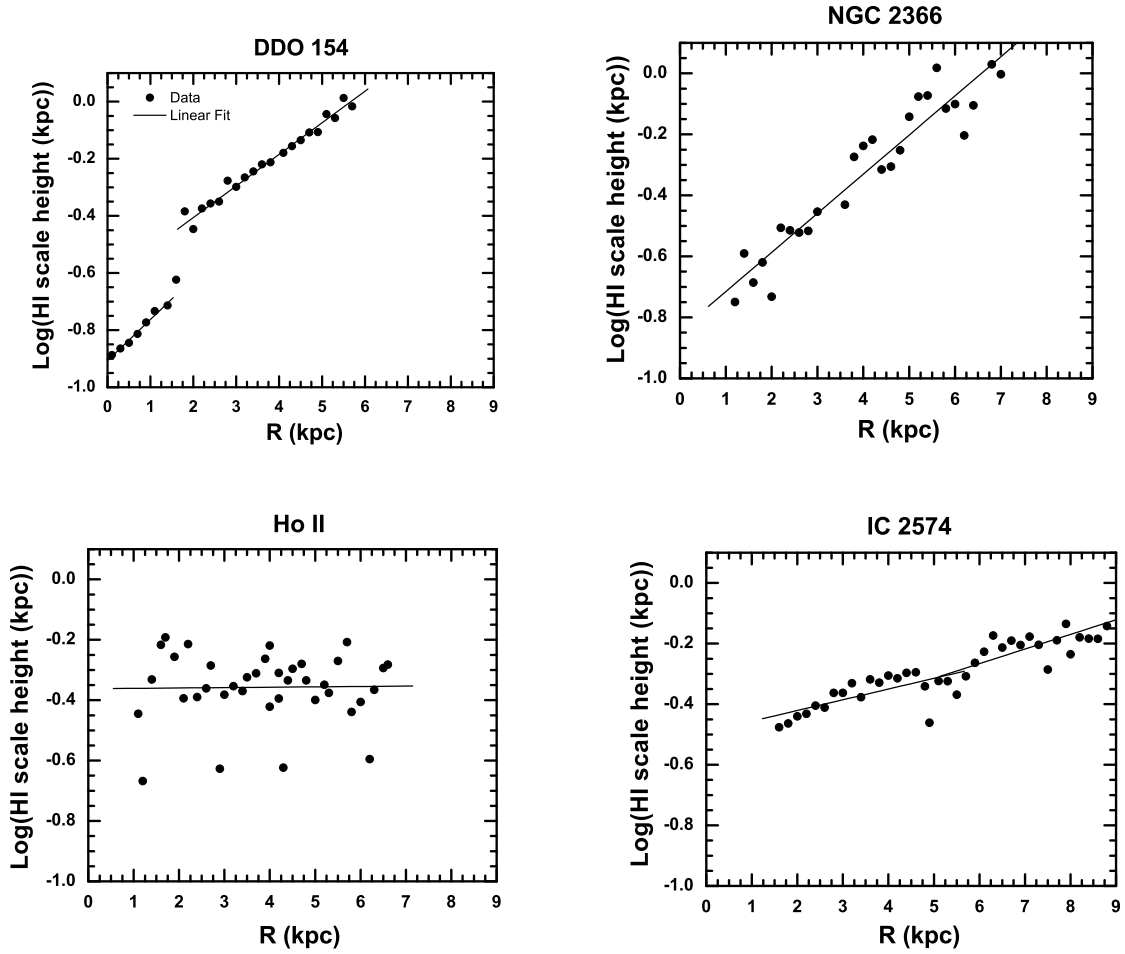 DDO 154
Log(HI scale height (kpc))
0.0
-0.2
-0.4
-0.6
-0.8
-1.0
Data
Linear Fit
0 1 2 3 4 5 6 7 8 9
R (kpc)
NGC 2366
Log(HI scale height (kpc))
0.0
-0.2
-0.4
-0.6
-0.8
-1.0
0 1 2 3 4 5 6 7 8 9
R (kpc)
Ho II
Log(HI scale height (kpc))
0.0
-0.2
-0.4
-0.6
-0.8
-1.0
0 1 2 3 4 5 6 7 8 9
R (kpc)
IC 2574
Log(HI scale height (kpc))
0.0
-0.2
-0.4
-0.6
-0.8
-1.0
0 1 2 3 4 5 6 7 8 9
R (kpc)